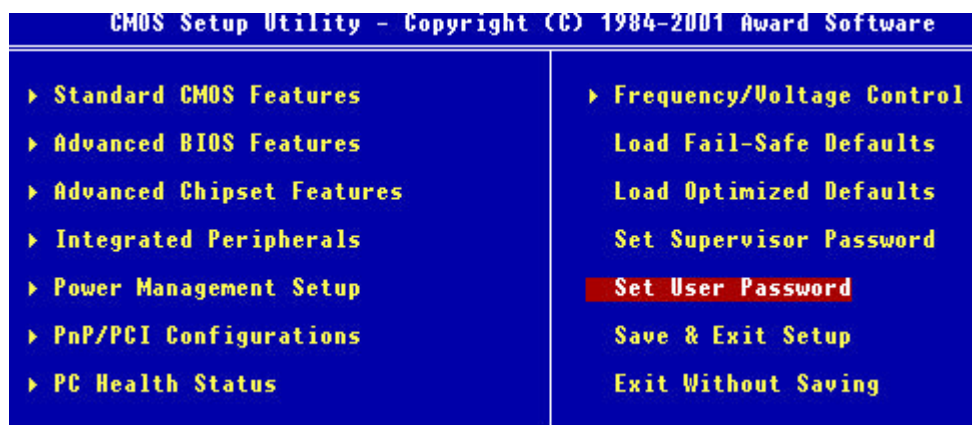 CMOS Setup Utility - Copyright (C) 1984-2001 Award Software
▸ Standard CMOS Features
▸ Advanced BIOS Features
▸ Advanced Chipset Features
▸ Integrated Peripherals
▸ Power Management Setup
▸ PnP/PCI Configurations
▸ PC Health Status
▸ Frequency/Voltage Control
Load Fail-Safe Defaults
Load Optimized Defaults
Set Supervisor Password
Set User Password
Save & Exit Setup
Exit Without Saving